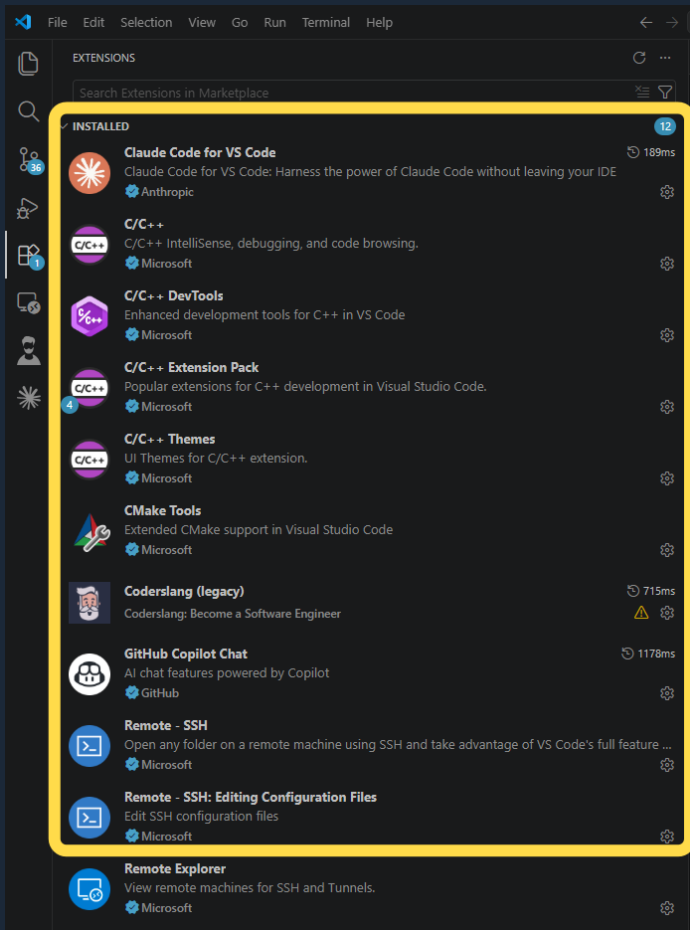 File Edit Selection View Go Run Terminal Help
EXTENSIONS
Search Extensions in Marketplace
INSTALLED 12
Claude Code for VS Code 189ms
Claude Code for VS Code: Harness the power of Claude Code without leaving your IDE
Anthropic
36
C/C++
C/C++
C/C++ IntelliSense, debugging, and code browsing.
Microsoft
1
C/C++ DevTools
C/C++
Enhanced development tools for C++ in VS Code
Microsoft
C/C++ Extension Pack
C/C++
Popular extensions for C++ development in Visual Studio Code.
4
Microsoft
C/C++ Themes
C/C++
UI Themes for C/C++ extension.
Microsoft
CMake Tools
Extended CMake support in Visual Studio Code
Microsoft
Coderslang (legacy) 715ms
Coderslang: Become a Software Engineer
GitHub Copilot Chat 1178ms
AI chat features powered by Copilot
GitHub
Remote - SSH
Open any folder on a remote machine using SSH and take advantage of VS Code's full feature ...
Microsoft
Remote - SSH: Editing Configuration Files
Edit SSH configuration files
Microsoft
Remote Explorer
View remote machines for SSH and Tunnels.
Microsoft